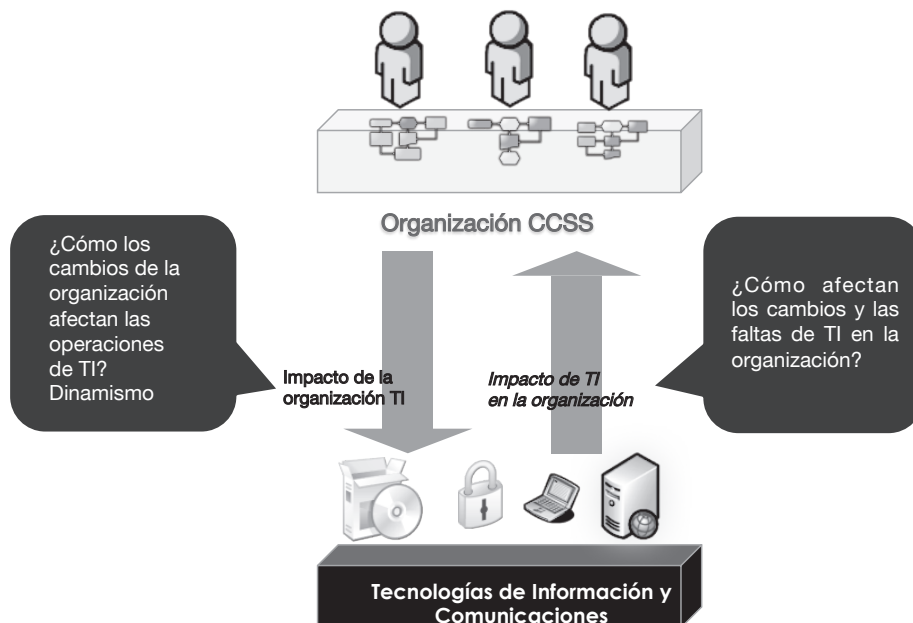 Organización CCSS
¿Cómo los
cambios de la
organización
afectan las
operaciones
de TI?
Dinamismo
¿Cómo afectan
los cambios y las
faltas de TI en la
organización?
Impacto de la
organización TI
Impacto de TI
en la organización
Tecnologías de Información y
Comunicaciones